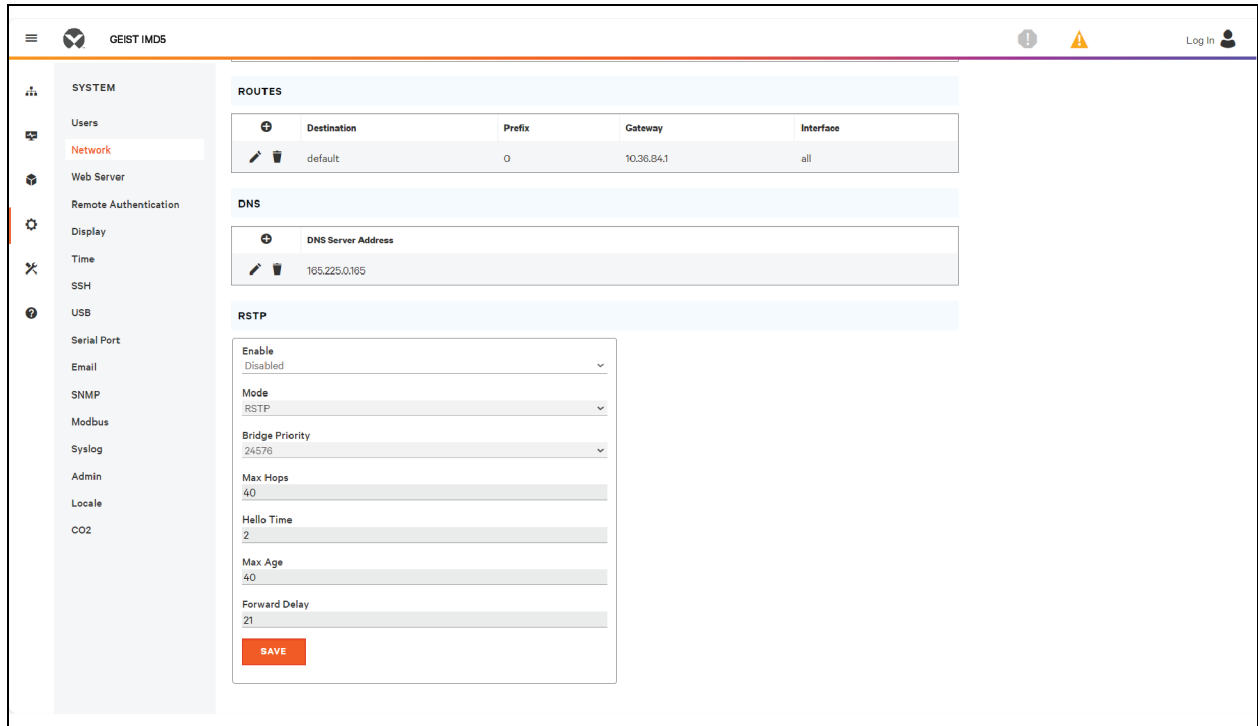 GEIST IMD5
Log In
SYSTEM
Users
Network
Web Server
Remote Authentication
Display
Time
SSH
USB
Serial Port
Email
SNMP
Modbus
Syslog
Admin
Locale
CO2
ROUTES
Destination Prefix Gateway Interface
default 0 10.36.84.1 all
DNS
DNS Server Address
165.225.0.165
RSTP
Enable
Disabled
Mode
RSTP
Bridge Priority
24576
Max Hops
40
Hello Time
2
Max Age
40
Forward Delay
21
SAVE